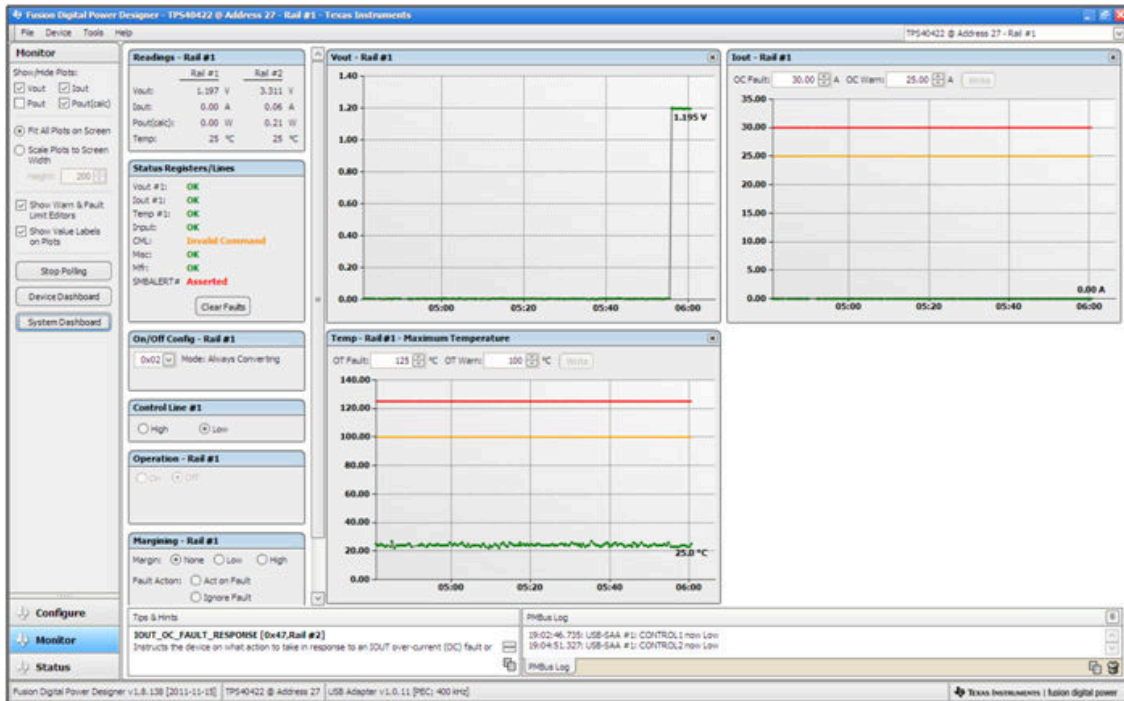 Fusion Digital Power Designer - TPS40422 @ Address 27 - Rail #1 - Texas Instruments
File Device Tools Help
TPS40422 @ Address 27 - Rail #1
Monitor
Show/Hide Plots:
Vout Iout
Pout Pout(calc)
Fit All Plots on Screen
Scale Plots to Screen
Width
Height: 200
Show Warn & Fault
Limit Editors
Show Value Labels
on Plots
Stop Polling
Device Dashboard
System Dashboard
Readings - Rail #1
Rail #1 Rail #2
Vout: 1.197 V 3.311 V
Iout: 0.00 A 0.06 A
Pout(calc): 0.00 W 0.21 W
Temp: 25 °C 25 °C
Status Registers/Lines
Vout #1: OK
Iout #1: OK
Temp #1: OK
Input: OK
CML: Invalid Command
Misc: OK
Mfr: OK
SMBALERT# Asserted
Clear Faults
On/Off Config - Rail #1
0x02 Mode: Always Converting
Control Line #1
High Low
Operation - Rail #1
On Off
Margining - Rail #1
Margin: None Low High
Fault Action: Act on Fault
Ignore Fault
Vout - Rail #1
1.40
1.20
1.00
0.80
0.60
0.40
0.20
0.00
1.195 V
05:00 05:20 05:40 06:00
Iout - Rail #1
OC Fault: 30.00 A OC Warn: 25.00 A Write
35.00
30.00
25.00
20.00
15.00
10.00
5.00
0.00
0.00 A
05:00 05:20 05:40 06:00
Temp - Rail #1 - Maximum Temperature
OT Fault: 125 °C OT Warn: 100 °C Write
140.00
120.00
100.00
80.00
60.00
40.00
20.00
0.00
25.0 °C
05:00 05:20 05:40 06:00
Configure
Monitor
Status
Tips & Hints
IOUT_OC_FAULT_RESPONSE [0x47,Rail #2]
Instructs the device on what action to take in response to an IOUT over-current (OC) fault or
PMBus Log
19:02:46.735: USB-SAA #1: CONTROL1 now Low
19:04:51.327: USB-SAA #1: CONTROL2 now Low
PMBus Log
Fusion Digital Power Designer v1.8.138 [2011-11-15] TPS40422 @ Address 27 USB Adapter v1.0.11 [PEC; 400 kHz]
TEXAS INSTRUMENTS | fusion digital power